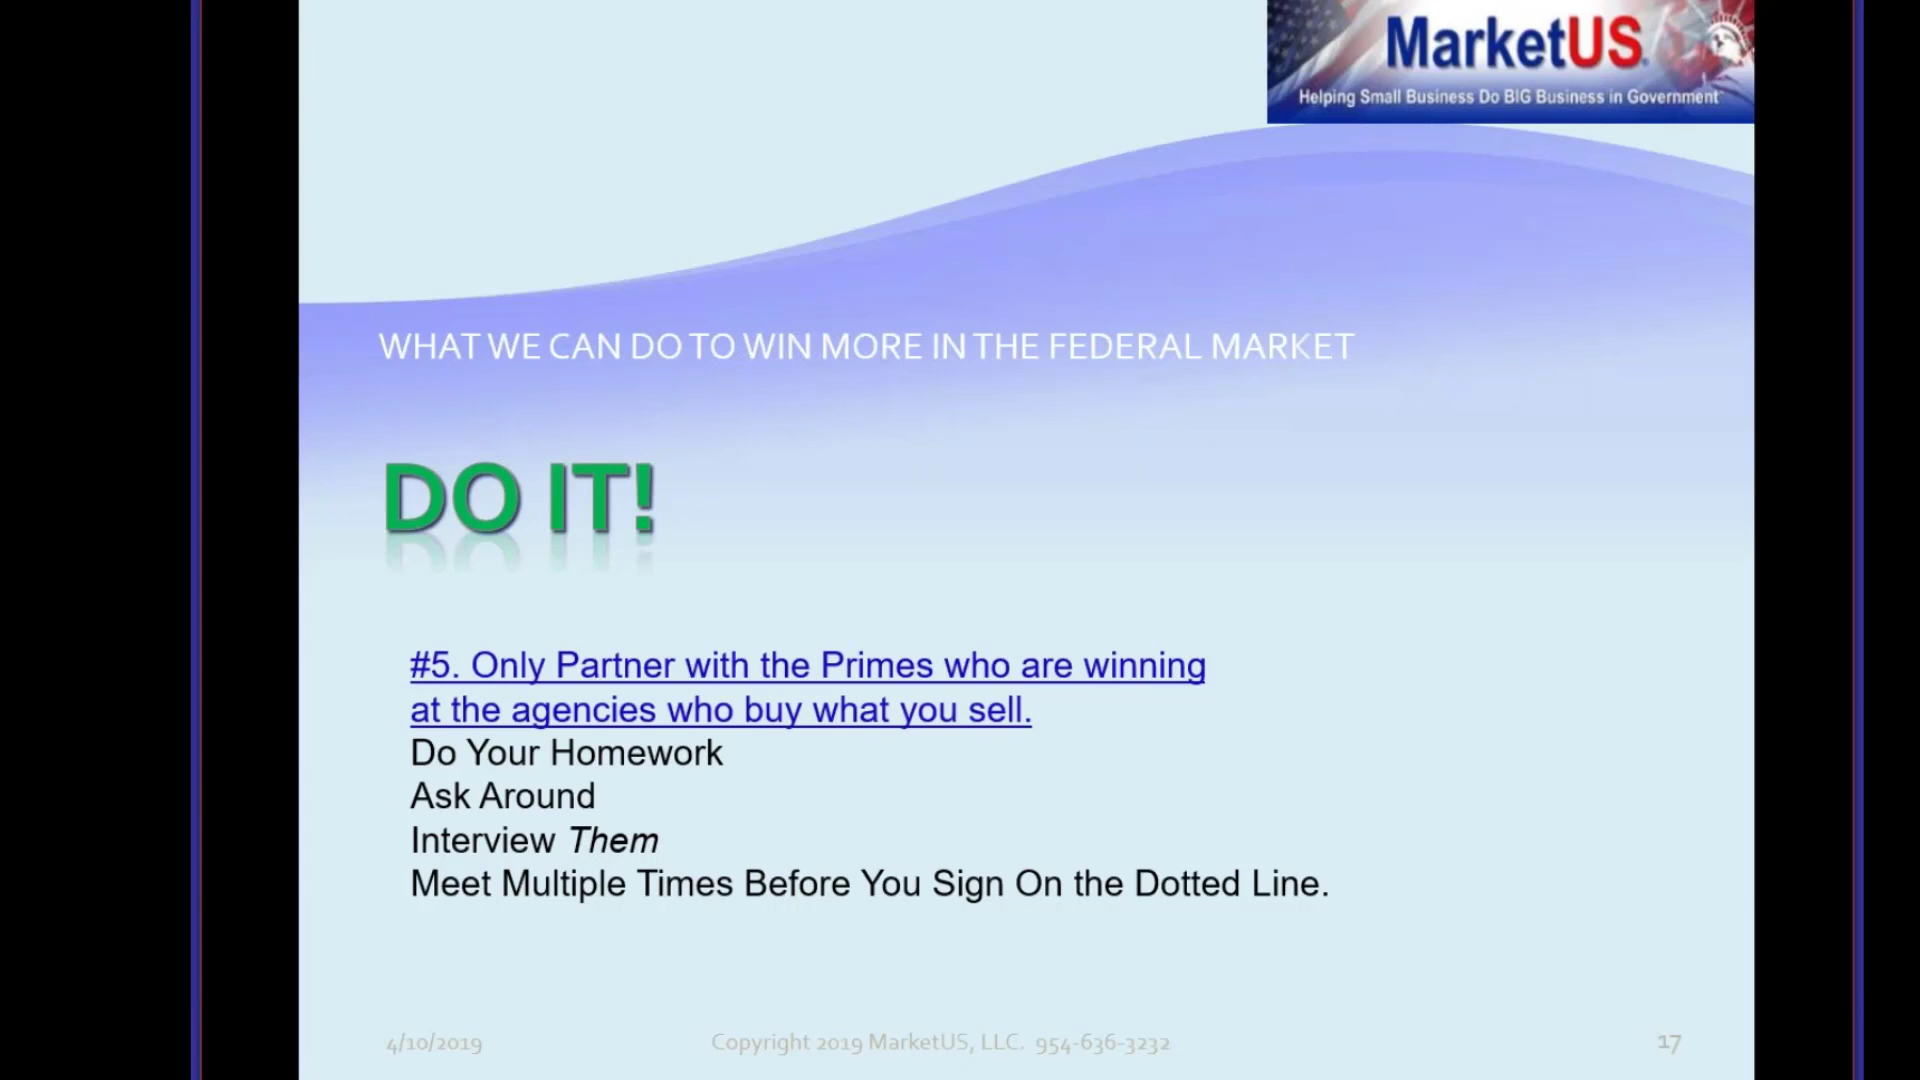 MarketUS
Helping Small Business Do BIG Business in Government
WHAT WE CAN DO TO WIN MORE IN THE FEDERAL MARKET
DO IT!
#5. Only Partner with the Primes who are winning
at the agencies who buy what you sell.
Do Your Homework
Ask Around
Interview Them
Meet Multiple Times Before You Sign On the Dotted Line.
4/10/2019 Copyright 2019 MarketUS, LLC. 954-636-3232 17